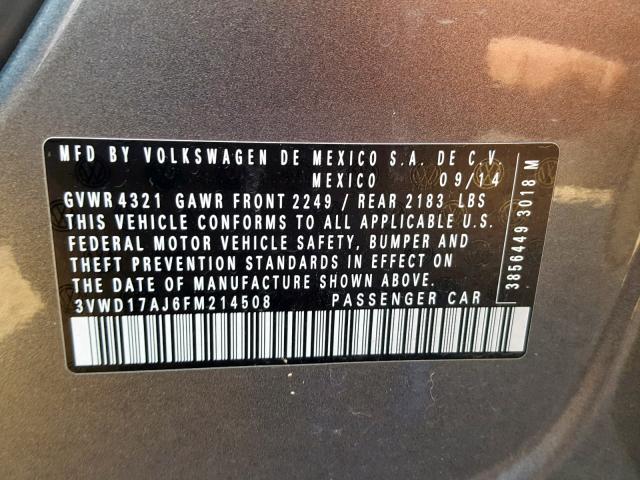 MFD BY VOLKSWAGEN DE MEXICO S.A. DE C.V
MEXICO 09/14
GVWR 4321 GAWR FRONT 2249 / REAR 2183 LBS
THIS VEHICLE CONFORMS TO ALL APPLICABLE U.S.
FEDERAL MOTOR VEHICLE SAFETY, BUMPER AND
THEFT PREVENTION STANDARDS IN EFFECT ON
THE DATE OF MANUFACTURE SHOWN ABOVE.
3VWD17AJ6FM214508 PASSENGER CAR
3856449 3018 M